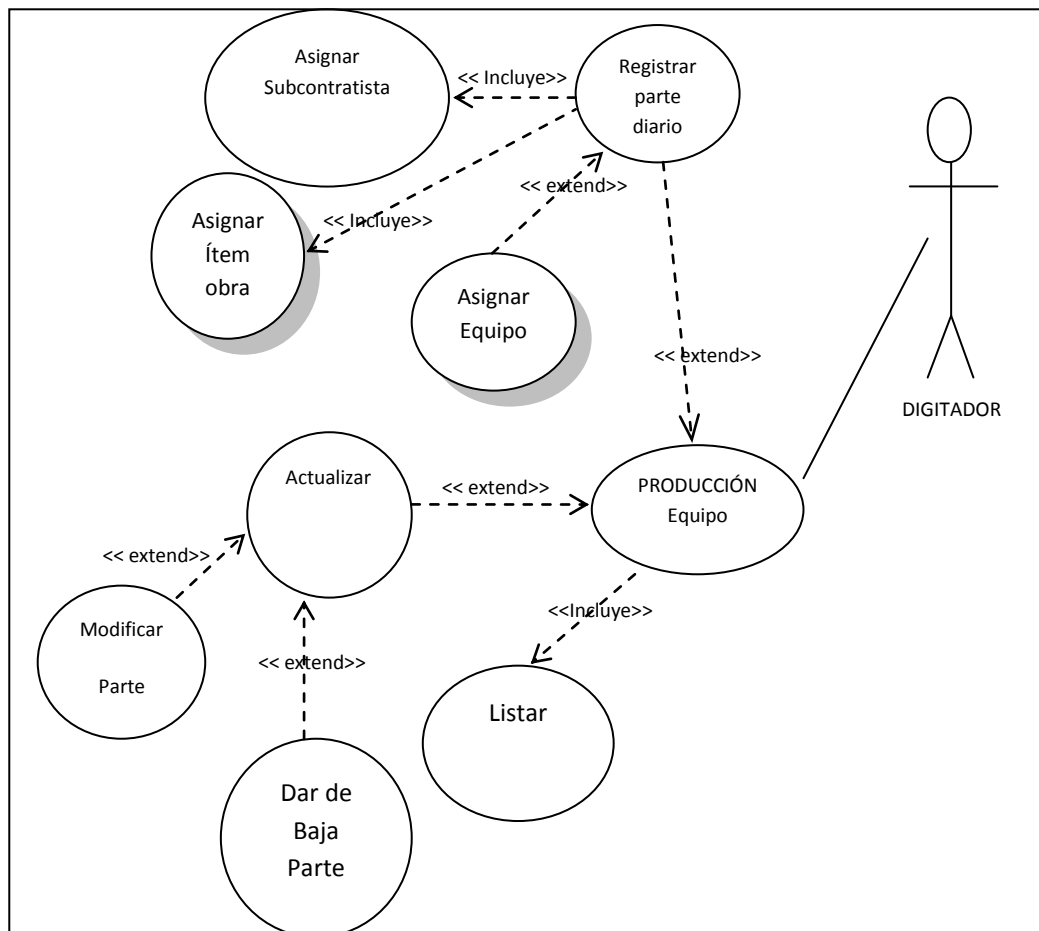 Asignar
Subcontratista
<< Incluye>>
Registrar
parte
diario
<< extend>>
Asignar
Ítem
obra
<< Incluye>>
Asignar
Equipo
<< extend>>
DIGITADOR
Actualizar
<< extend>>
PRODUCCIÓN
Equipo
<< extend>>
Modificar
Parte
<<Incluye>>
<< extend>>
Listar
Dar de
Baja
Parte